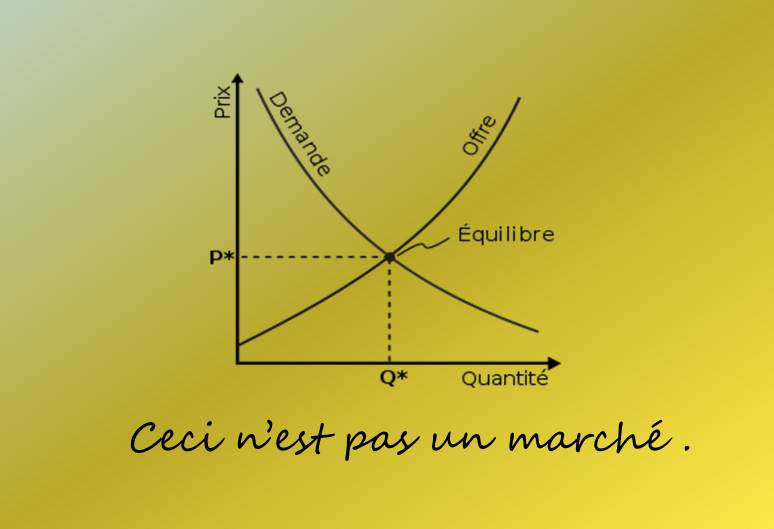 Prix
Demande
Offre
Équilibre
P*
Q*
Quantité
Ceci n'est pas un marché .